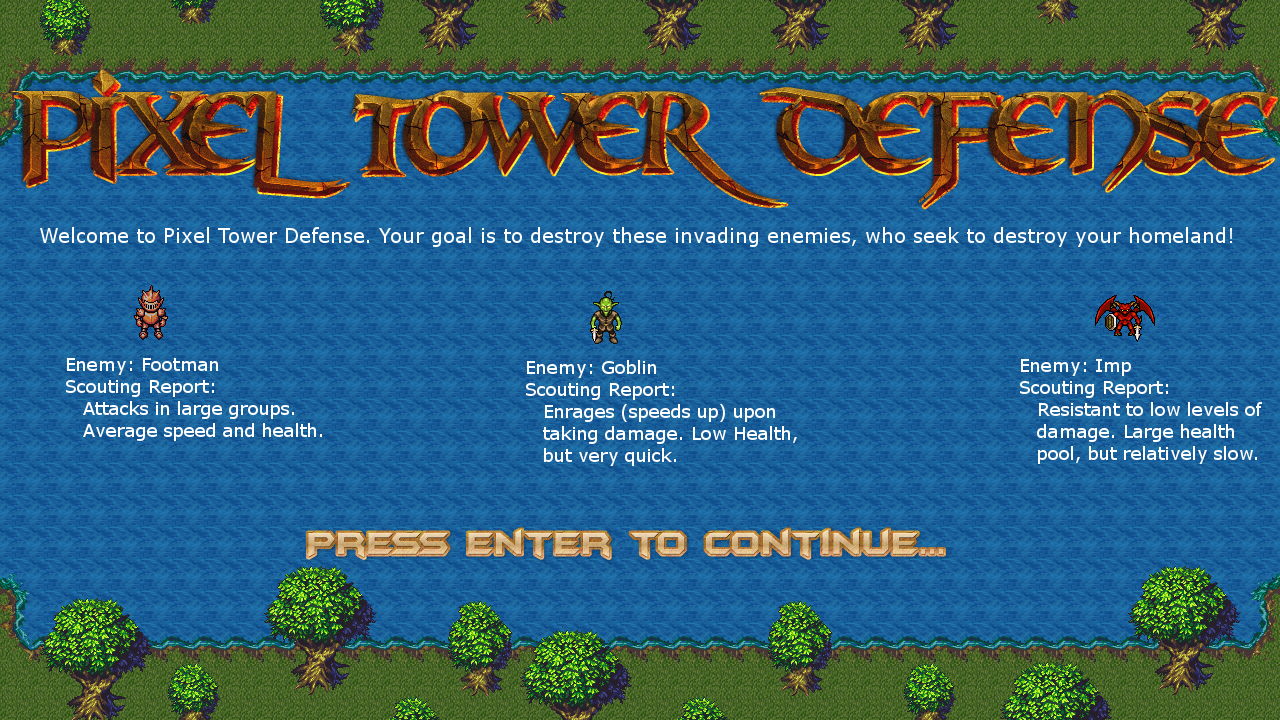 PIXEL TOWER DEFENSE
Welcome to Pixel Tower Defense. Your goal is to destroy these invading enemies, who seek to destroy your homeland!
Enemy: Footman
Scouting Report:
Attacks in large groups.
Average speed and health.
Enemy: Goblin
Scouting Report:
Enrages (speeds up) upon
taking damage. Low Health,
but very quick.
Enemy: Imp
Scouting Report:
Resistant to low levels of
damage. Large health
pool, but relatively slow.
PRESS ENTER TO CONTINUE...